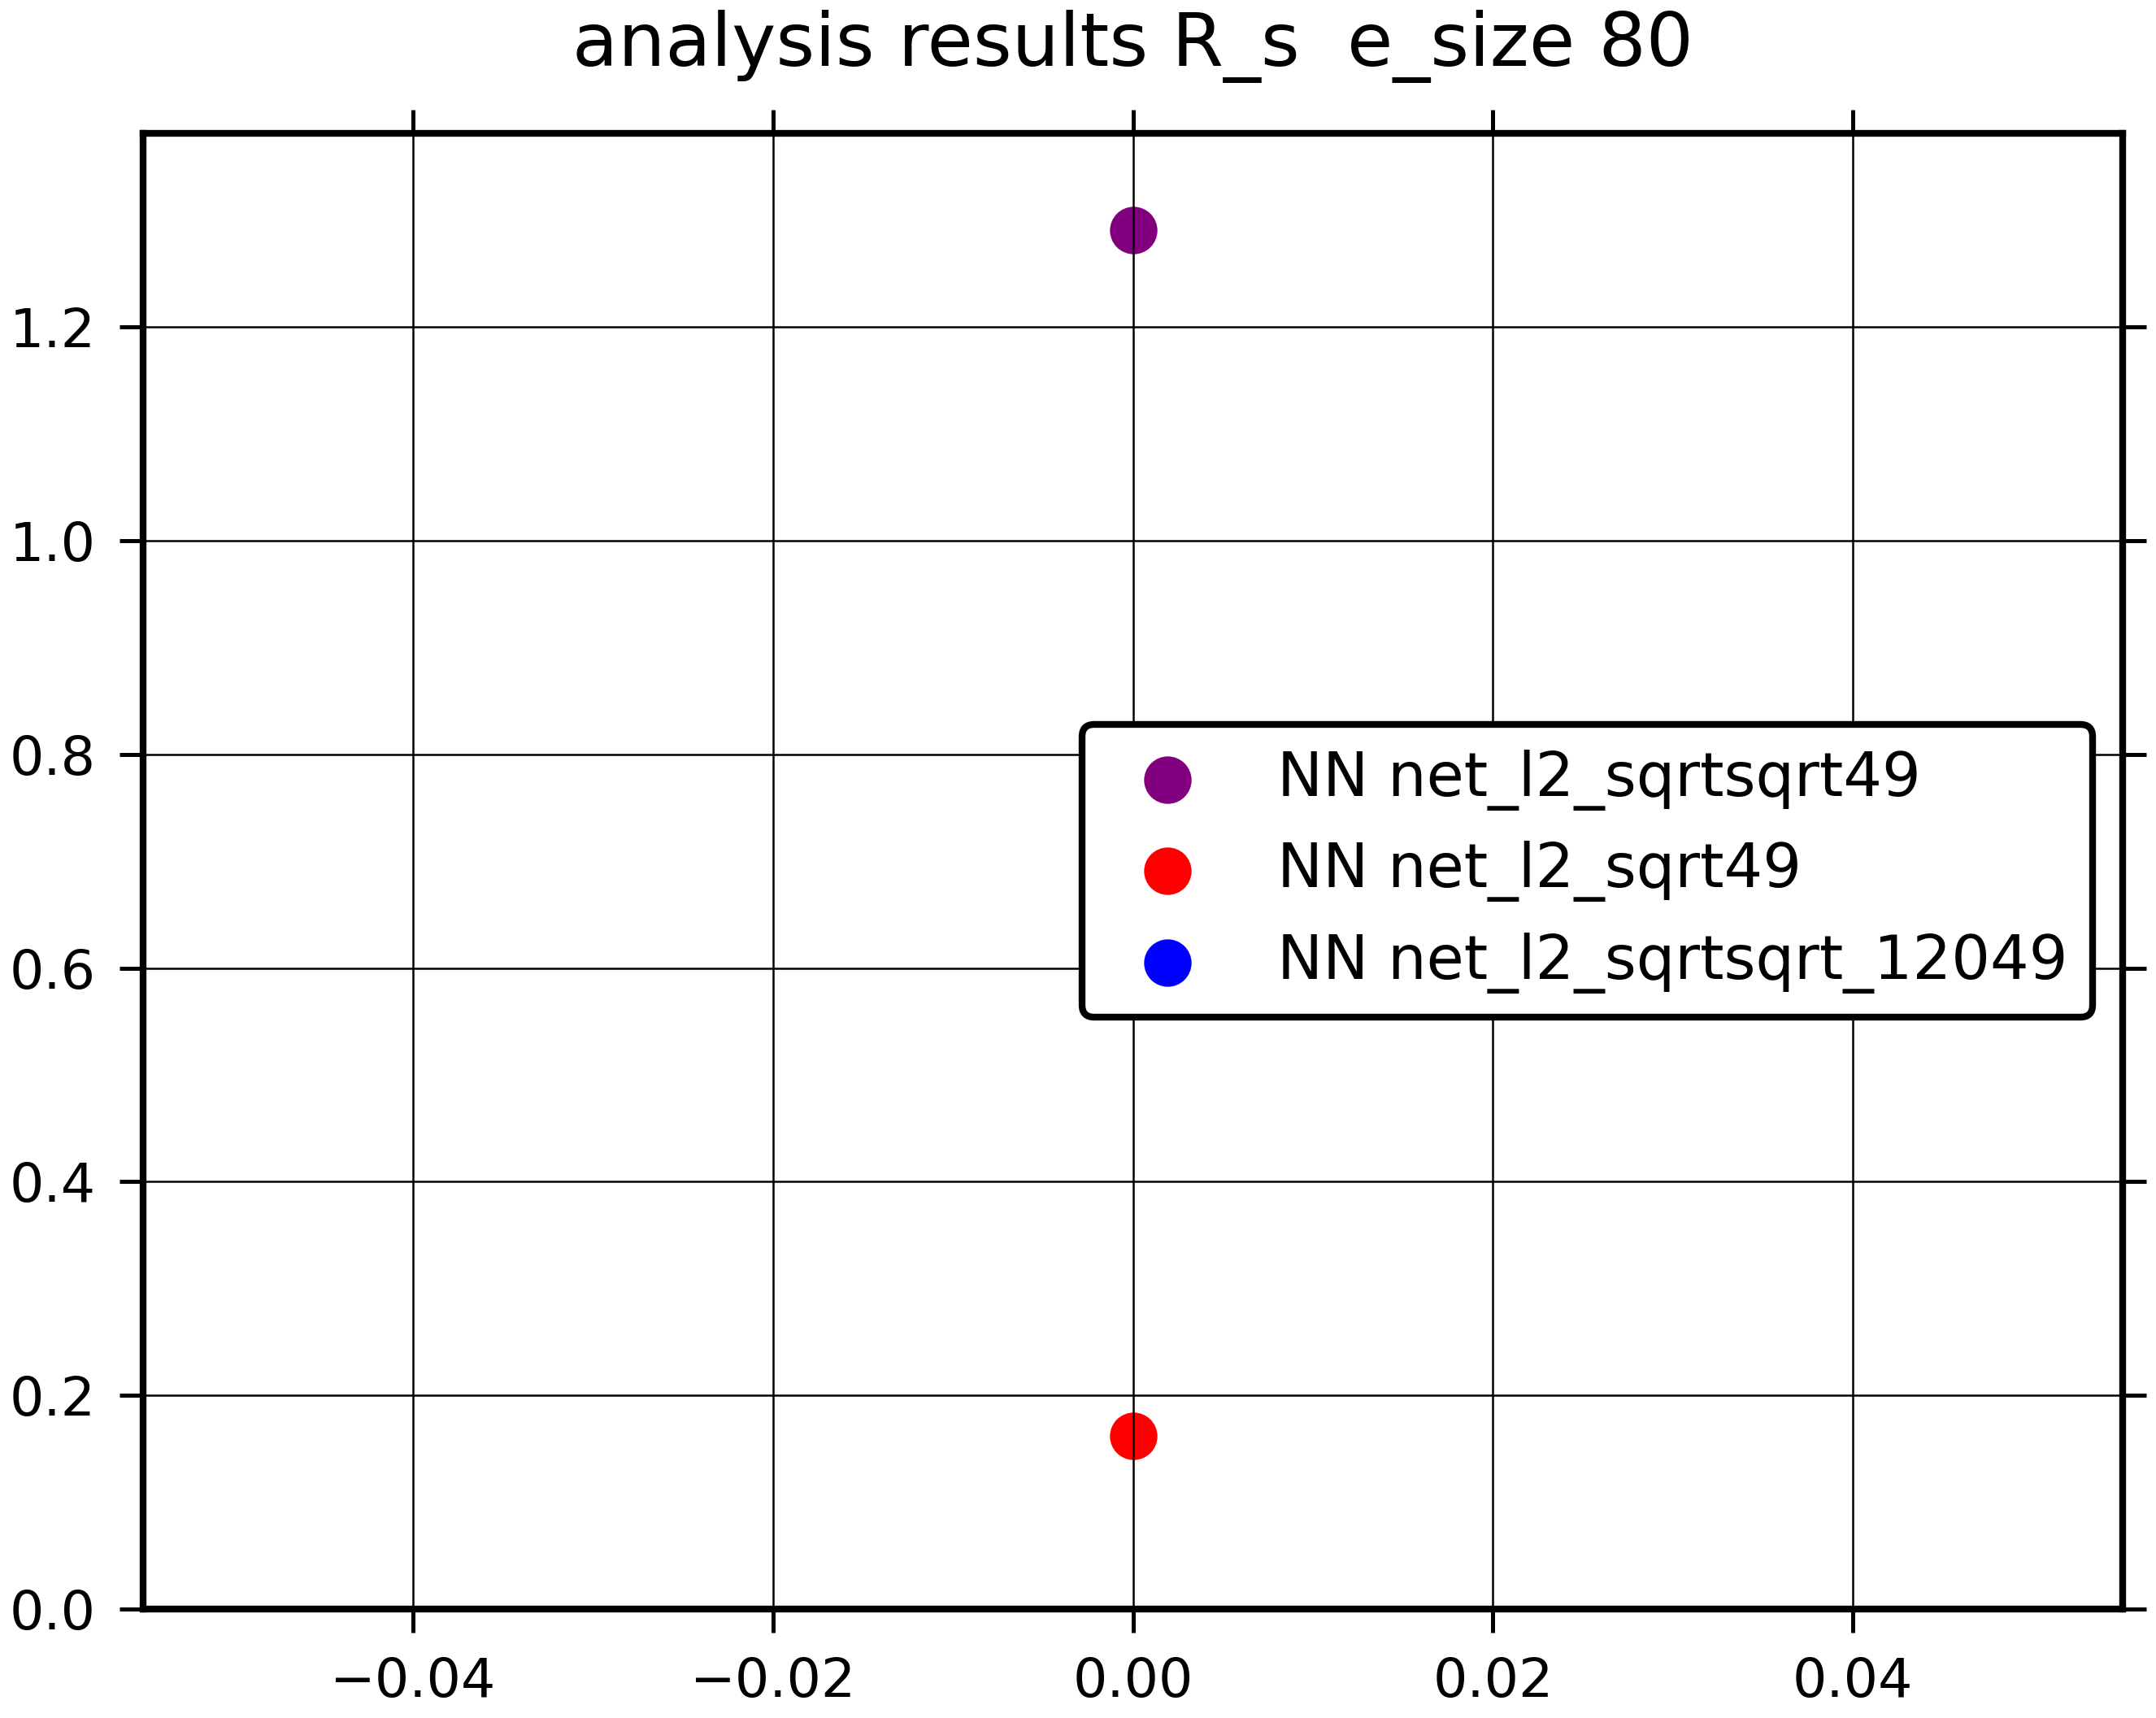 analysis results R_s  e_size 80
1.2
1.0
0.8
0.6
0.4
0.2
0.0
NN net_l2_sqrtsqrt49
NN net_l2_sqrt49
NN net_l2_sqrtsqrt_12049
−0.04 −0.02 0.00 0.02 0.04